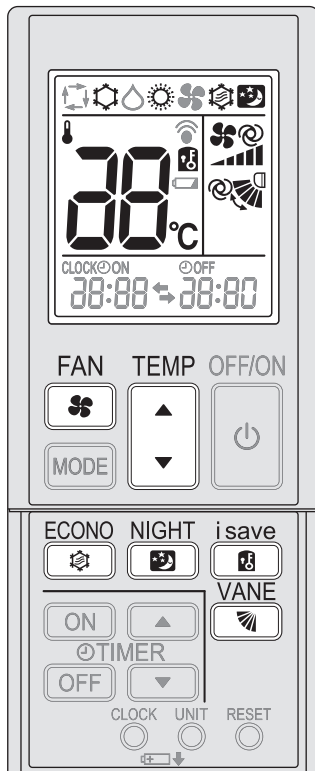 88 °C
CLOCK ON OFF
88:88 88:80
FAN TEMP OFF/ON
MODE
ECONO NIGHT i save
VANE
ON
TIMER
OFF
CLOCK UNIT RESET